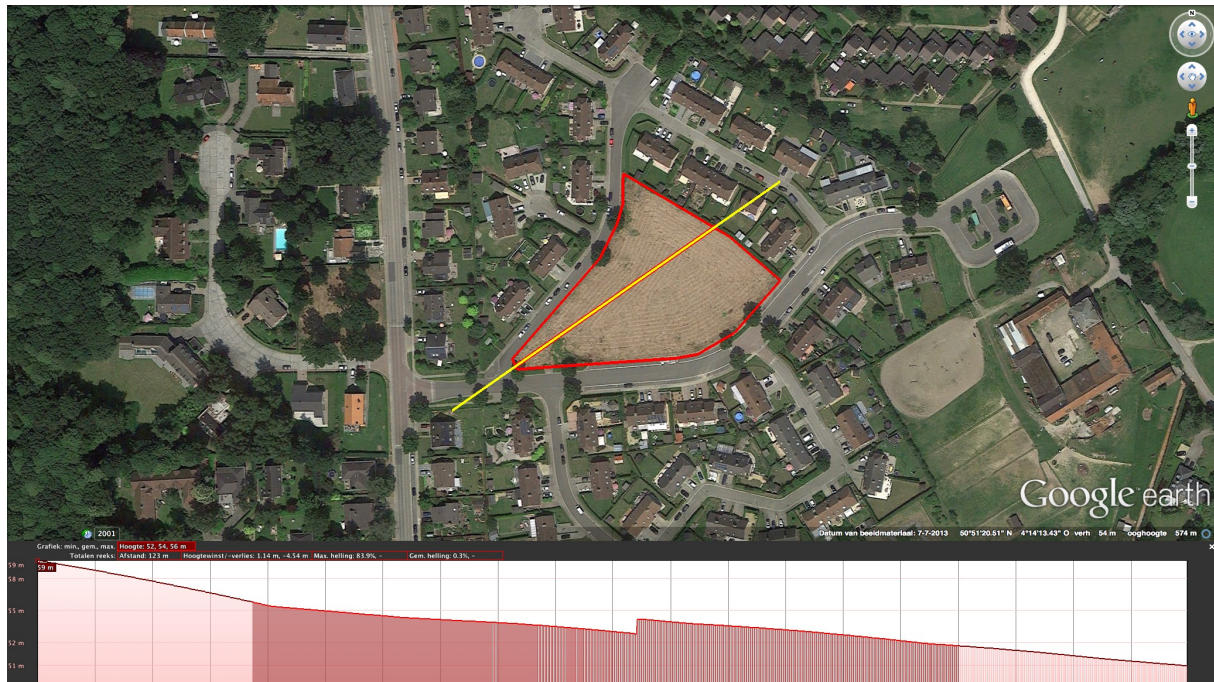 N
Google earth
2001
Datum van beeldmateriaal: 7-7-2013 50°51'20.51" N 4°14'13.43" O verh 54 m ooghoogte 574 m
Grafiek: min., gem., max. Hoogte: 52, 54, 56 m
Totalen reeks: Afstand: 123 m Hoogtewinst/-verlies: 1.14 m, -4.54 m Max. helling: 83.9%, - Gem. helling: 0.3%, -
59 m
59 m
58 m
55 m
52 m
51 m